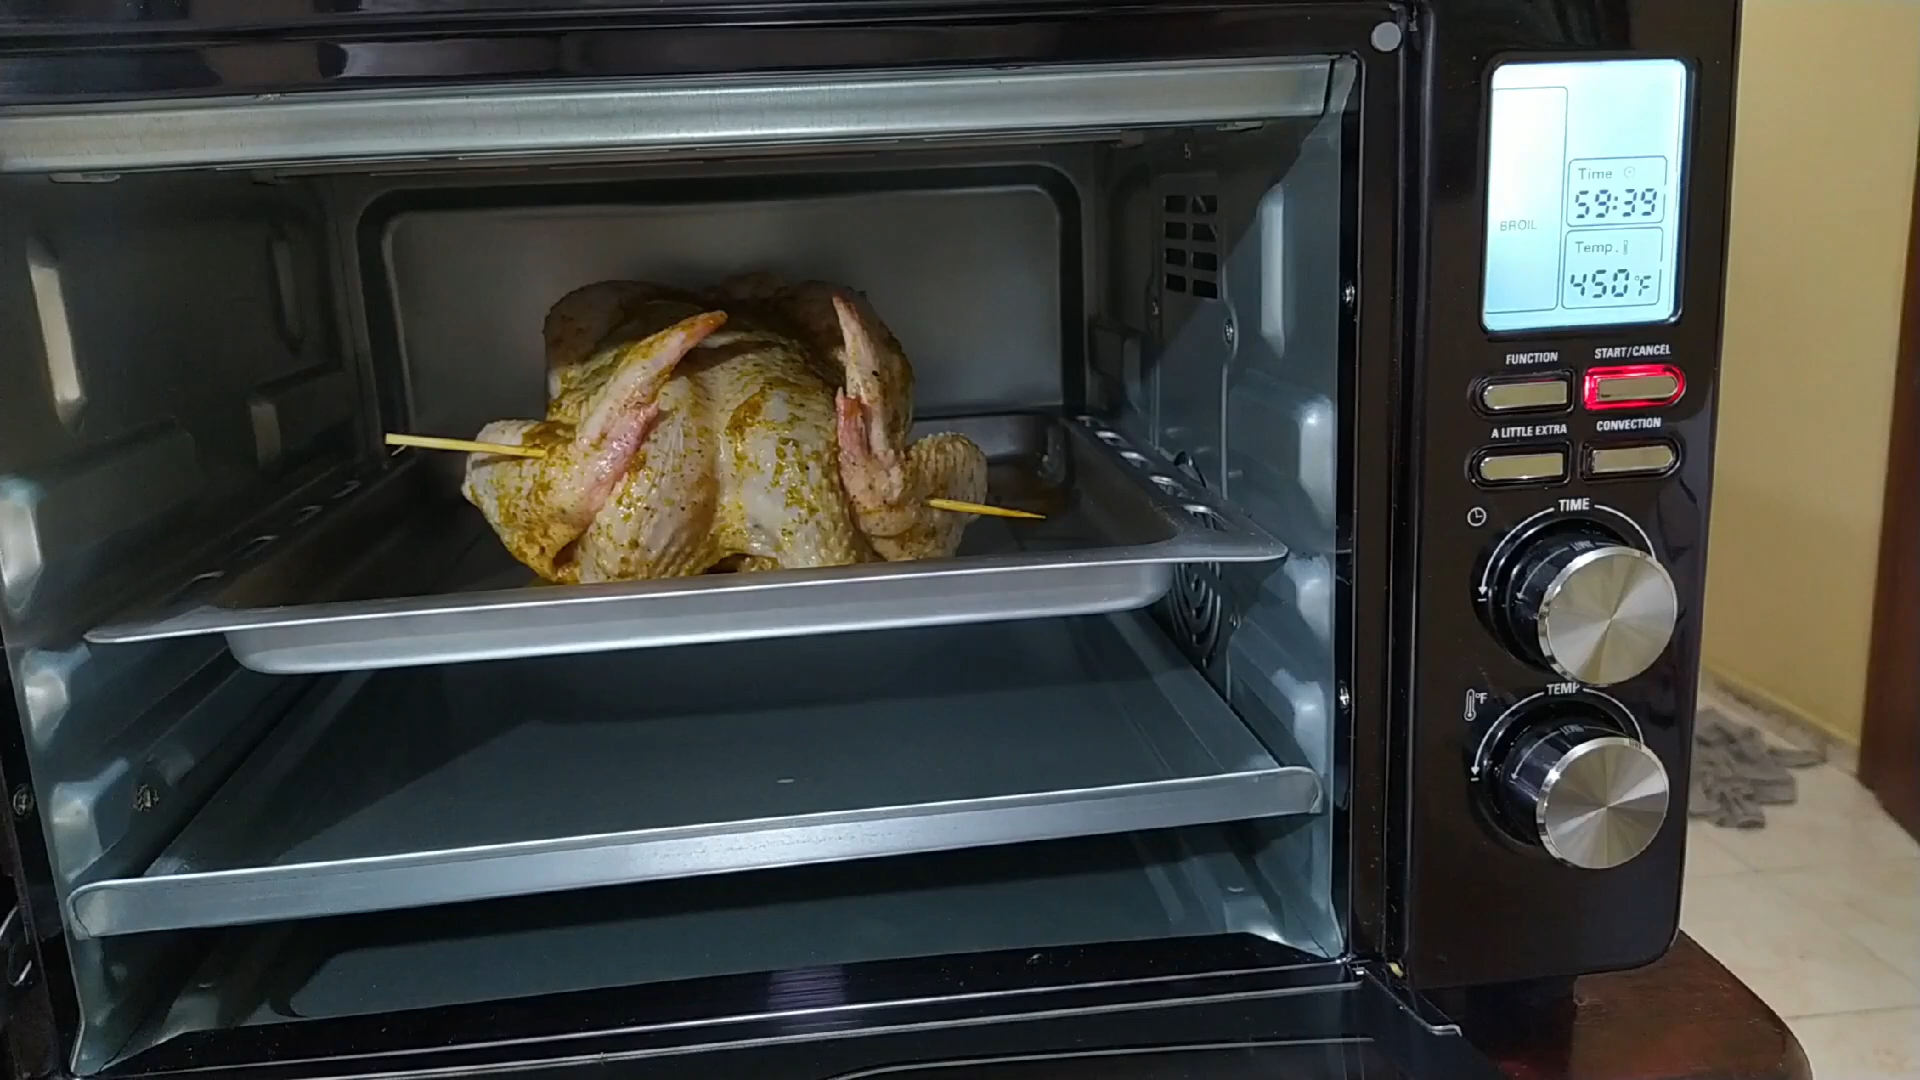 Time
59:39
BROIL
Temp.
450°F
FUNCTION
START/CANCEL
A LITTLE EXTRA
CONVECTION
TIME
°F
TEMP